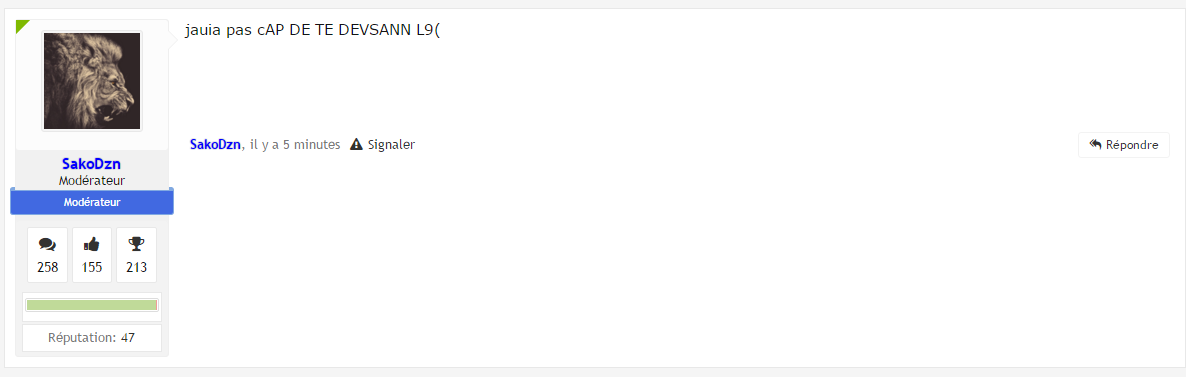 jauia pas cAP DE TE DEVSANN L9(
SakoDzn, il y a 5 minutes Signaler
Répondre
SakoDzn
Modérateur
Modérateur
258 155 213
Réputation: 47